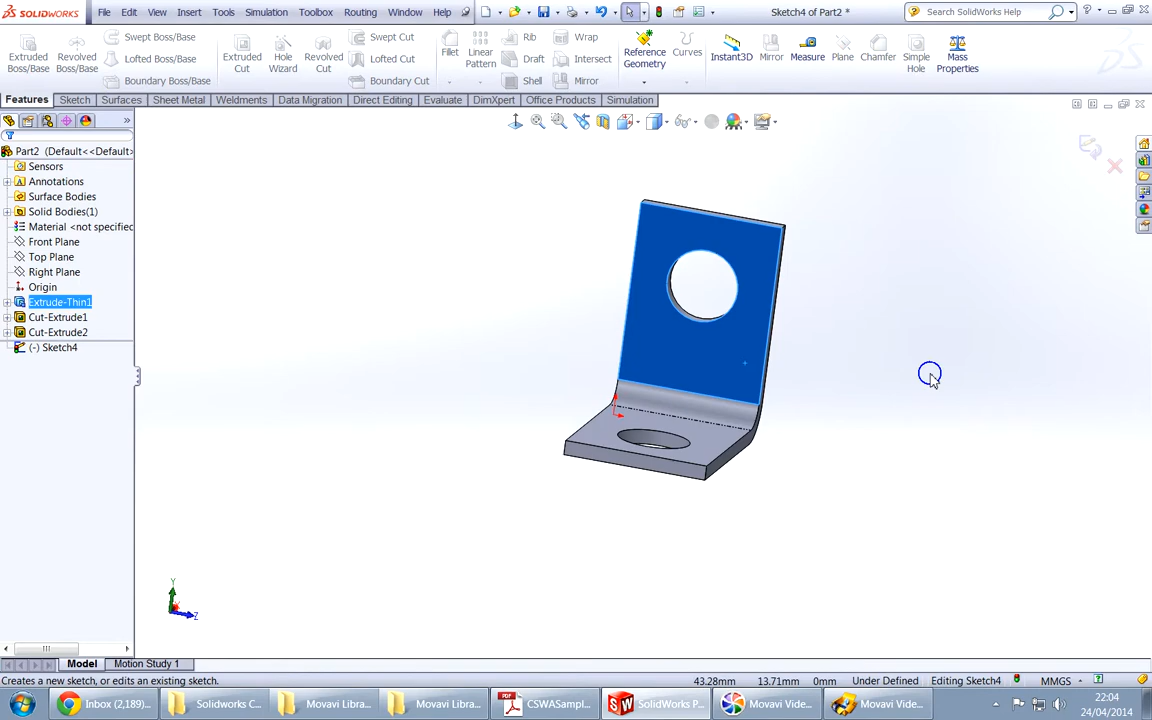 SOLIDWORKS File Edit View Insert Tools Simulation Toolbox Routing Window Help Sketch4 of Part2 * Search SolidWorks Help
Extruded Boss/Base
Revolved Boss/Base
Swept Boss/Base
Lofted Boss/Base
Boundary Boss/Base
Extruded Cut
Hole Wizard
Revolved Cut
Swept Cut
Lofted Cut
Boundary Cut
Fillet
Linear Pattern
Rib
Draft
Shell
Wrap
Intersect
Mirror
Reference Geometry
Curves
Instant3D
Mirror
Measure
Plane
Chamfer
Simple Hole
Mass Properties
Features Sketch Surfaces Sheet Metal Weldments Data Migration Direct Editing Evaluate DimXpert Office Products Simulation
Part2 (Default<<Default>
Sensors
Annotations
Surface Bodies
Solid Bodies(1)
Material <not specified
Front Plane
Top Plane
Right Plane
Origin
Extrude-Thin1
Cut-Extrude1
Cut-Extrude2
(-) Sketch4
Y
Z
Model Motion Study 1
Creates a new sketch, or edits an existing sketch. 43.28mm 13.71mm 0mm Under Defined Editing Sketch4 MMGS
Inbox (2,189)... Solidworks C... Movavi Libra... Movavi Libra... CSWASampl... SolidWorks P... Movavi Vide... Movavi Vide... 22:04
24/04/2014